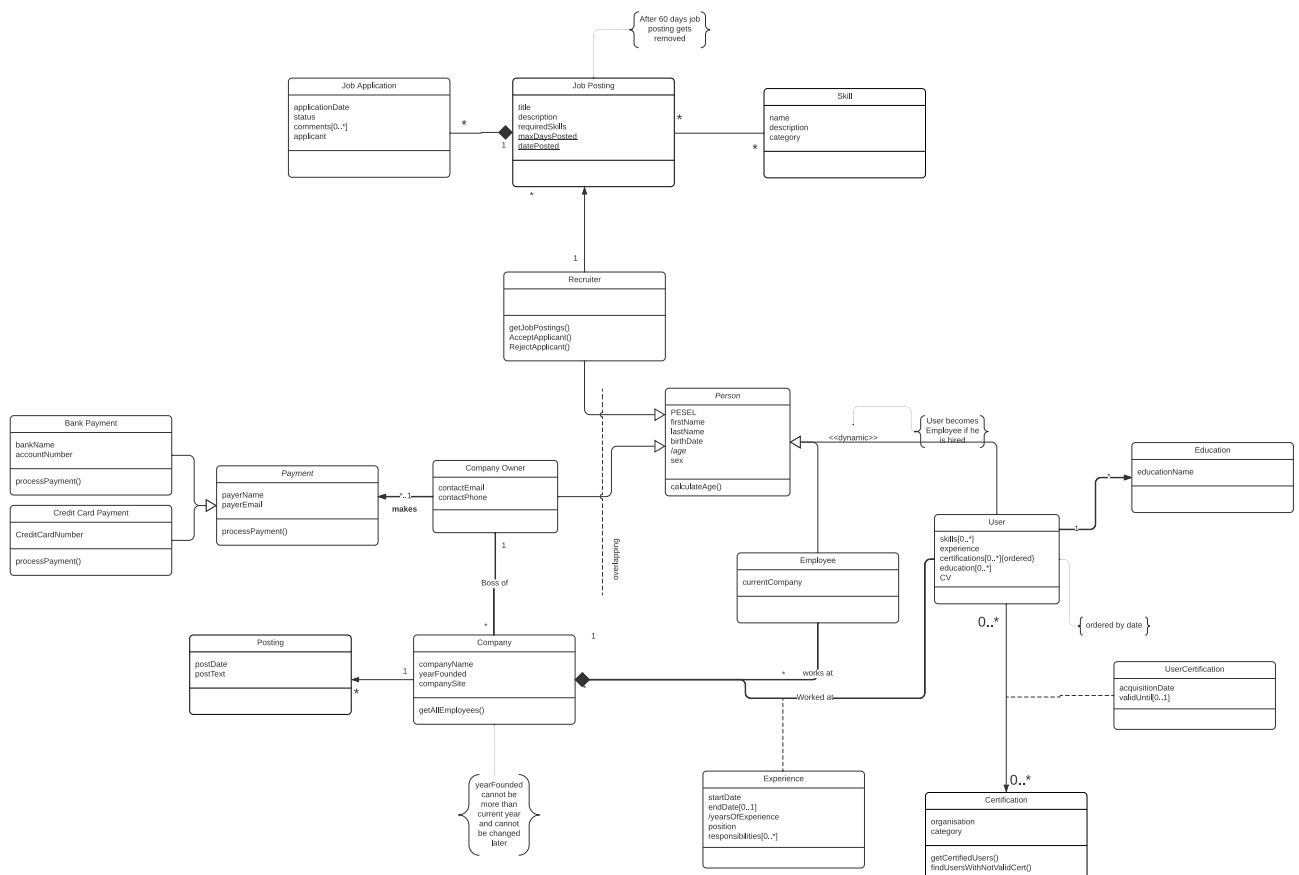 After 60 days job
posting gets
removed
Job Application
applicationDate
status
comments[0..*]
applicant
*
1
Job Posting
title
description
requiredSkills
maxDaysPosted
datePosted
*
*
Skill
name
description
category
*
1
Recruiter
getJobPostings()
AcceptApplicant()
RejectApplicant()
Person
PESEL
firstName
lastName
birthDate
/age
sex
calculateAge()
<<dynamic>>
User becomes
Employee if he
is hired
Bank Payment
bankName
accountNumber
processPayment()
Credit Card Payment
CreditCardNumber
processPayment()
Payment
payerName
payerEmail
processPayment()
*..1
makes
Company Owner
contactEmail
contactPhone
overlapping
Education
educationName
*
1
User
skills[0..*]
experience
certifications[0..*]{ordered}
education[0..*]
CV
ordered by date
Employee
currentCompany
1
Boss of
*
Posting
postDate
postText
1
*
Company
companyName
yearFounded
companySite
getAllEmployees()
1
*
* works at
Worked at
0..*
UserCertification
acquisitionDate
validUntil[0..1]
yearFounded
cannot be
more than
current year
and cannot
be changed
later
Experience
startDate
endDate[0..1]
/yearsOfExperience
position
responsibilities[0..*]
0..*
Certification
organisation
category
getCertifiedUsers()
findUsersWithNotValidCert()